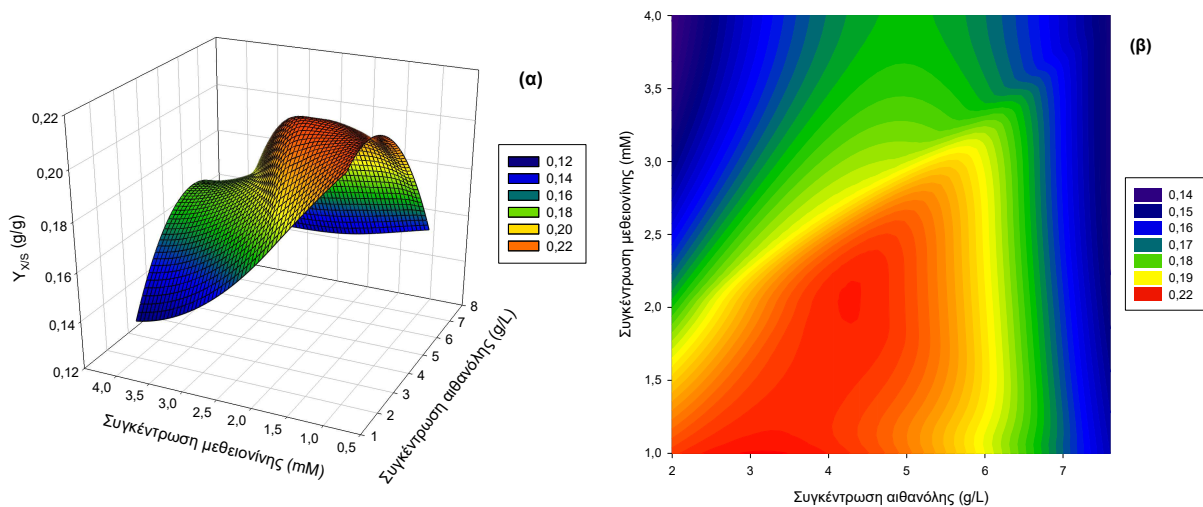 (α)
0,22
0,20
0,18
0,16
0,14
0,12
Y_X/S (g/g)
4,0 3,5 3,0 2,5 2,0 1,5 1,0 0,5
Συγκέντρωση μεθειονίνης (mM)
1 2 3 4 5 6 7 8
Συγκέντρωση αιθανόλης (g/L)
0,12
0,14
0,16
0,18
0,20
0,22
(β)
4,0
3,5
3,0
2,5
2,0
1,5
1,0
Συγκέντρωση μεθειονίνης (mM)
2 3 4 5 6 7
Συγκέντρωση αιθανόλης (g/L)
0,14
0,15
0,16
0,17
0,18
0,19
0,22